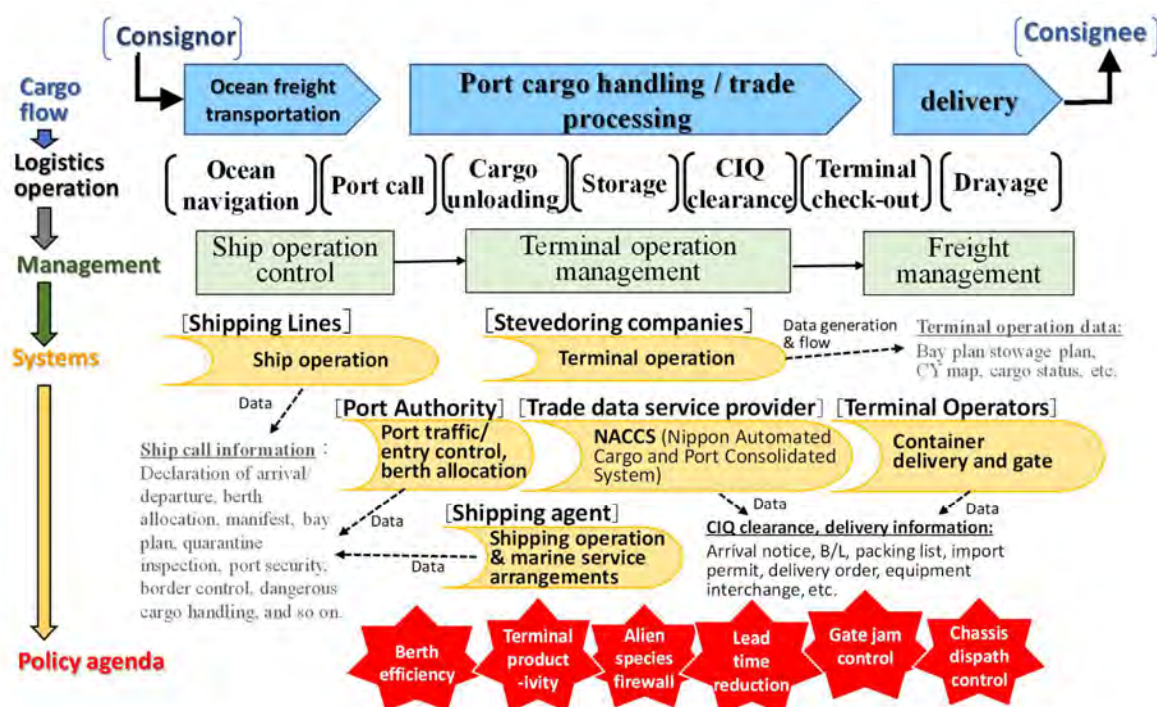 [Consignor]
[Consignee]
Cargo
flow
Ocean freight
transportation
Port cargo handling / trade
processing
delivery
Logistics
operation
Ocean
navigation
Port call
Cargo
unloading
Storage
CIQ
clearance
Terminal
check-out
Drayage
Management
Ship operation
control
Terminal operation
management
Freight
management
Systems
[Shipping Lines]
Ship operation
[Stevedoring companies]
Terminal operation
Data generation
& flow
Terminal operation data:
Bay plan stowage plan,
CY map, cargo status, etc.
Data
[Port Authority]
Port traffic/
entry control,
berth allocation
[Trade data service provider]
NACCS (Nippon Automated
Cargo and Port Consolidated
System)
[Terminal Operators]
Container
delivery and gate
Ship call information :
Declaration of arrival/
departure, berth
allocation, manifest, bay
plan, quarantine
inspection, port security,
border control, dangerous
cargo handling, and so on.
Data
Data
[Shipping agent]
Shipping operation
& marine service
arrangements
Data
Data
CIQ clearance, delivery information:
Arrival notice, B/L, packing list, import
permit, delivery order, equipment
interchange, etc.
Policy agenda
Berth
efficiency
Terminal
product
-ivity
Alien
species
firewall
Lead
time
reduction
Gate jam
control
Chassis
dispath
control